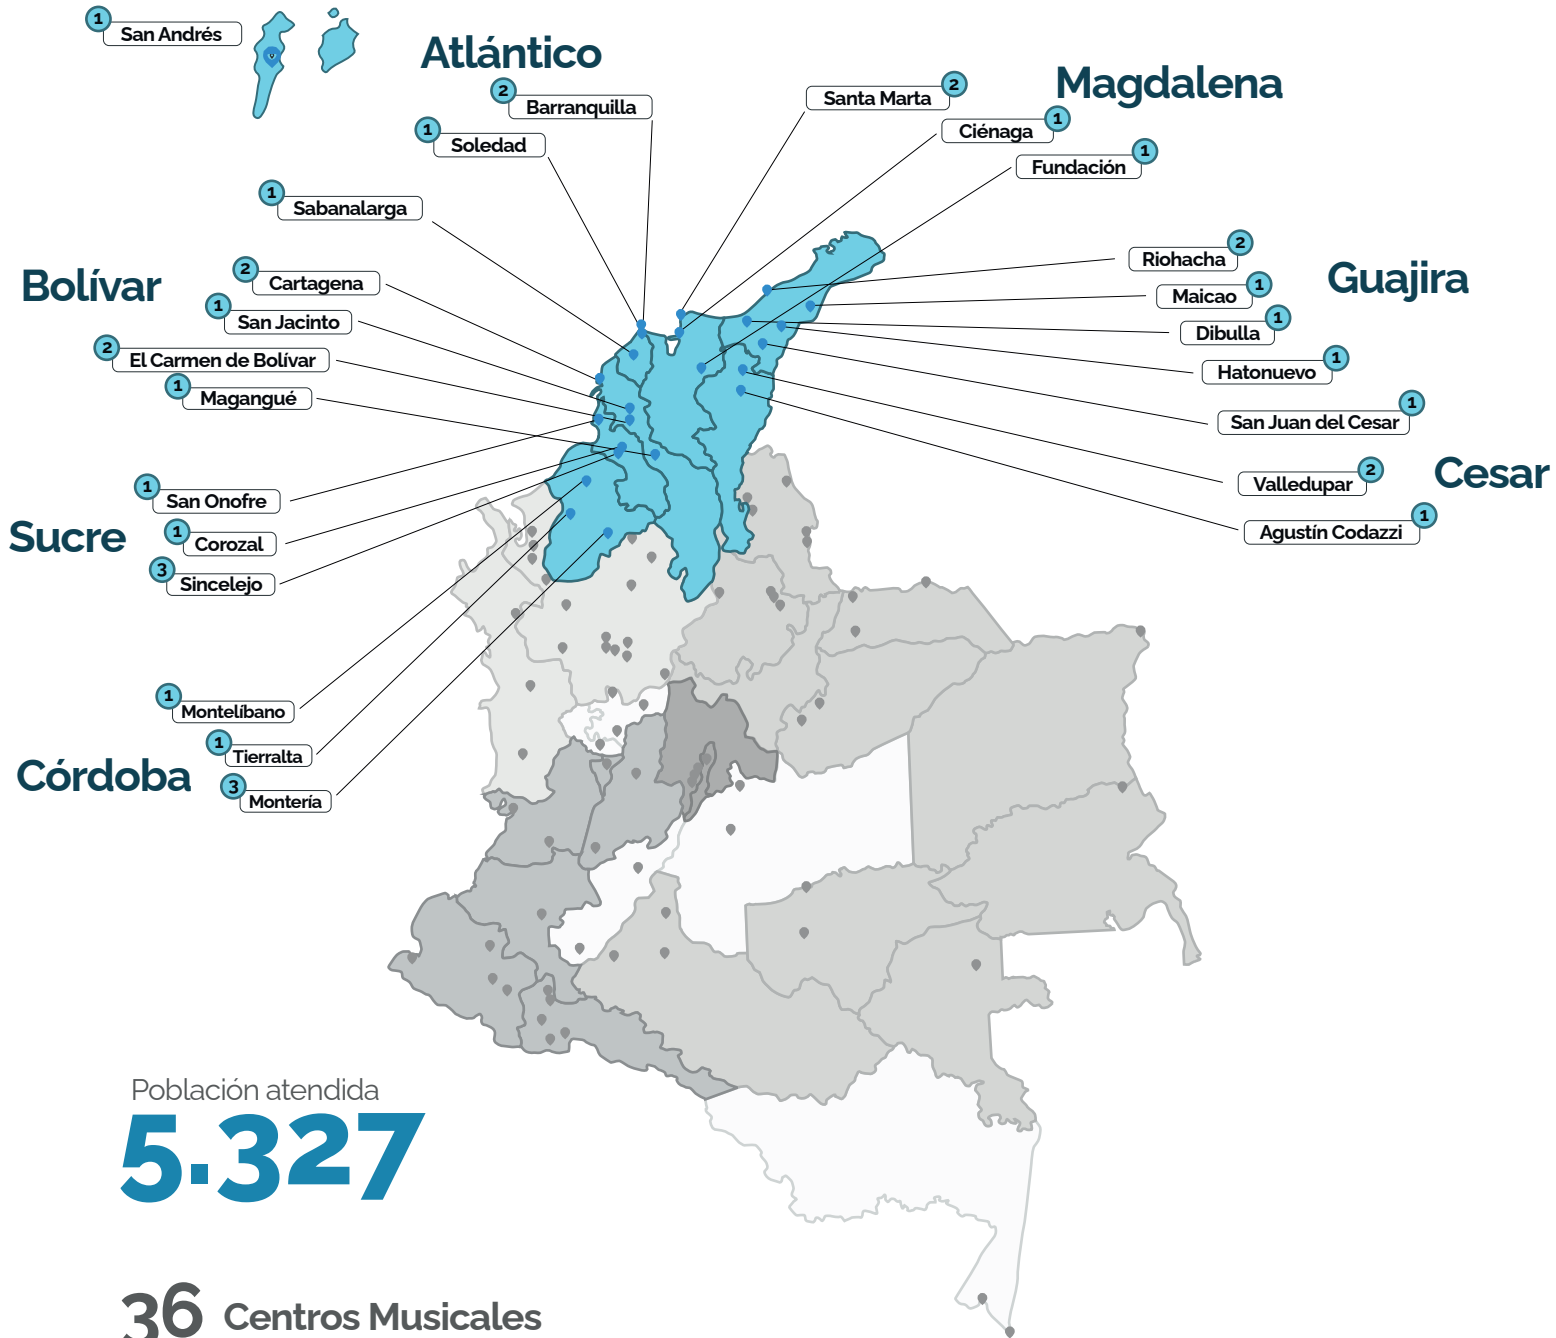 1
San Andrés
Atlántico
2
Barranquilla
1
Soledad
1
Sabanalarga
Bolívar
2
Cartagena
1
San Jacinto
2
El Carmen de Bolívar
1
Magangué
Sucre
1
San Onofre
1
Corozal
3
Sincelejo
Córdoba
1
Montelíbano
1
Tierralta
3
Montería
Magdalena
Santa Marta
2
Ciénaga
1
Fundación
1
Guajira
Riohacha
2
Maicao
1
Dibulla
1
Hatonuevo
1
San Juan del Cesar
1
Cesar
Valledupar
2
Agustín Codazzi
1
Población atendida
5.327
36 Centros Musicales